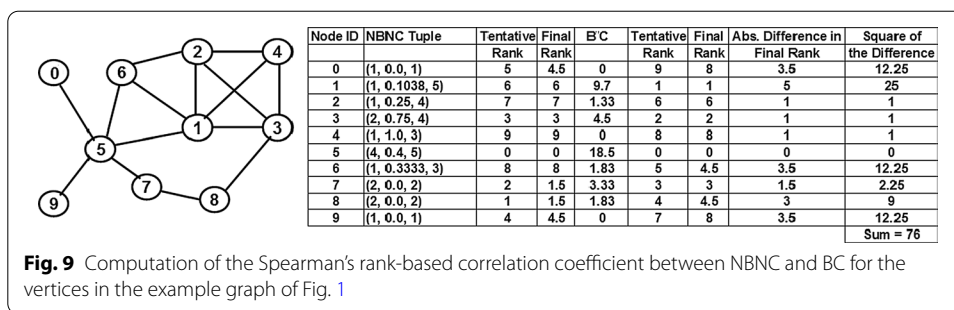 2
4
0
6
1
3
5
7
8
9
Node ID NBNC Tuple Tentative Rank Final Rank B'C Tentative Rank Final Rank Abs. Difference in Final Rank Square of the Difference
0 (1, 0.0, 1) 5 4.5 0 9 8 3.5 12.25
1 (1, 0.1038, 5) 6 6 9.7 1 1 5 25
2 (1, 0.25, 4) 7 7 1.33 6 6 1 1
3 (2, 0.75, 4) 3 3 4.5 2 2 1 1
4 (1, 1.0, 3) 9 9 0 8 8 1 1
5 (4, 0.4, 5) 0 0 18.5 0 0 0 0
6 (1, 0.3333, 3) 8 8 1.83 5 4.5 3.5 12.25
7 (2, 0.0, 2) 2 1.5 3.33 3 3 1.5 2.25
8 (2, 0.0, 2) 1 1.5 1.83 4 4.5 3 9
9 (1, 0.0, 1) 4 4.5 0 7 8 3.5 12.25
Sum = 76
Fig. 9 Computation of the Spearman's rank-based correlation coefficient between NBNC and BC for the
vertices in the example graph of Fig. 1